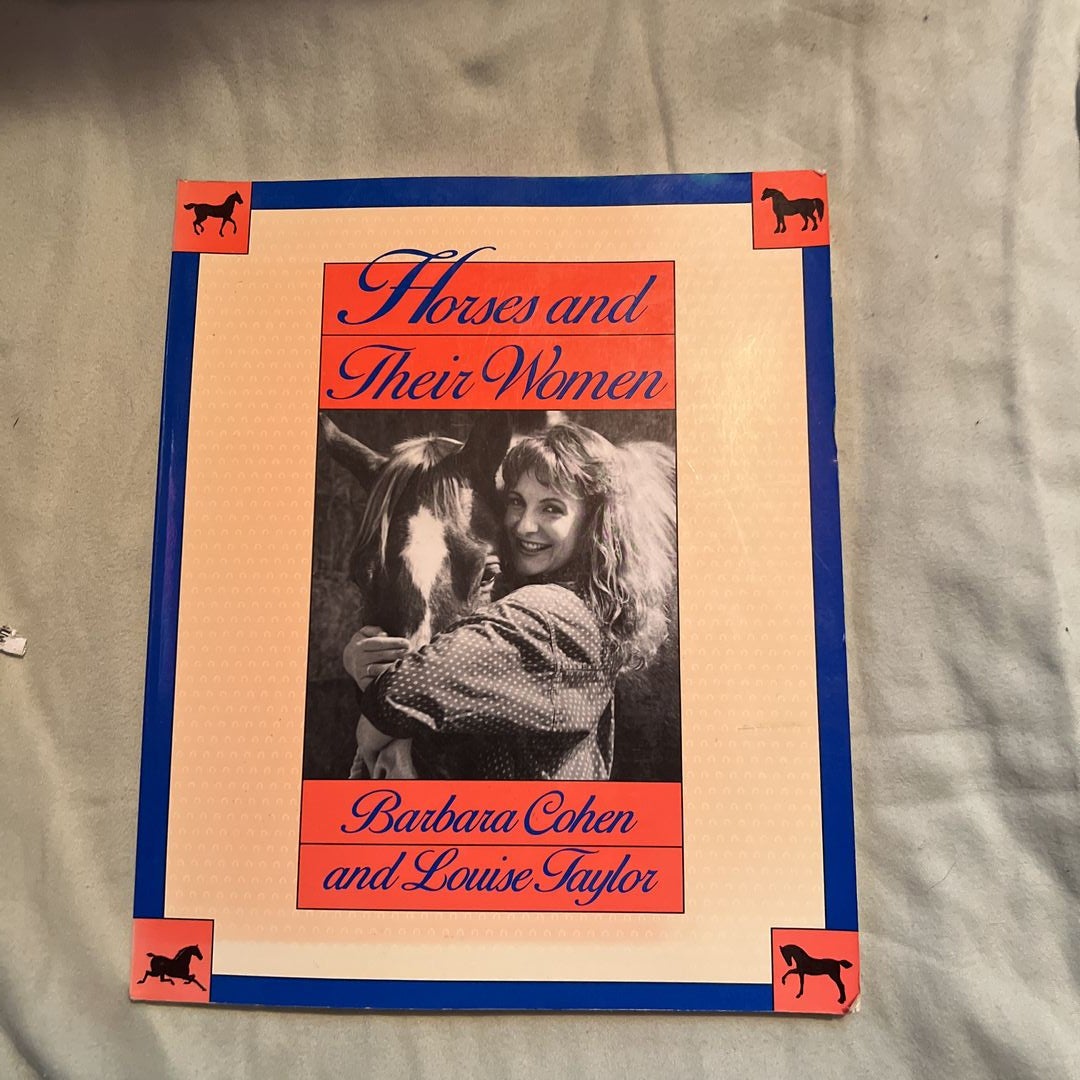 Horses and
Their Women
Barbara Cohen
and Louise Taylor